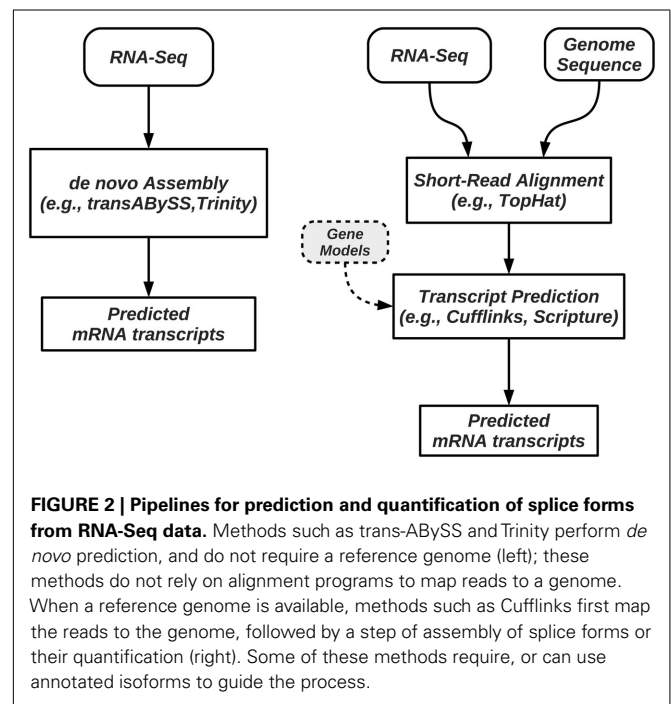 RNA-Seq
de novo Assembly
(e.g., transABySS,Trinity)
Predicted
mRNA transcripts
RNA-Seq
Genome
Sequence
Short-Read Alignment
(e.g., TopHat)
Gene
Models
Transcript Prediction
(e.g., Cufflinks, Scripture)
Predicted
mRNA transcripts
FIGURE 2 | Pipelines for prediction and quantification of splice forms
from RNA-Seq data. Methods such as trans-ABySS and Trinity perform de
novo prediction, and do not require a reference genome (left); these
methods do not rely on alignment programs to map reads to a genome.
When a reference genome is available, methods such as Cufflinks first map
the reads to the genome, followed by a step of assembly of splice forms or
their quantification (right). Some of these methods require, or can use
annotated isoforms to guide the process.